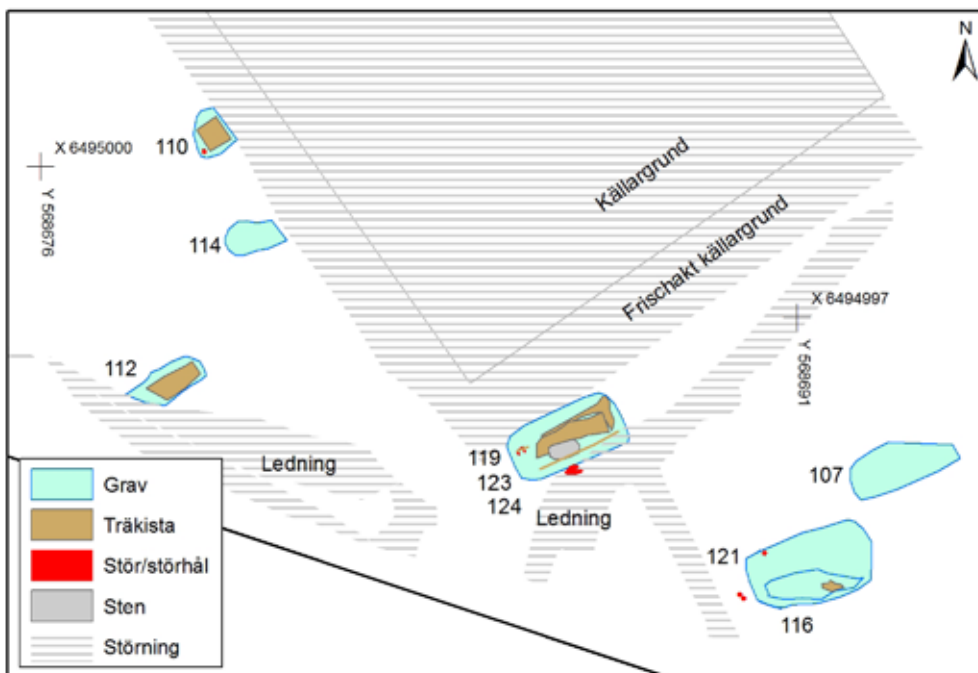 N
110
X 6495000
Y 568676
Källargrund
114
Frischakt källargrund
X 6494997
Y 568691
112
119
123
124
Ledning
Ledning
107
121
116
Grav
Träkista
Stör/störhål
Sten
Störning